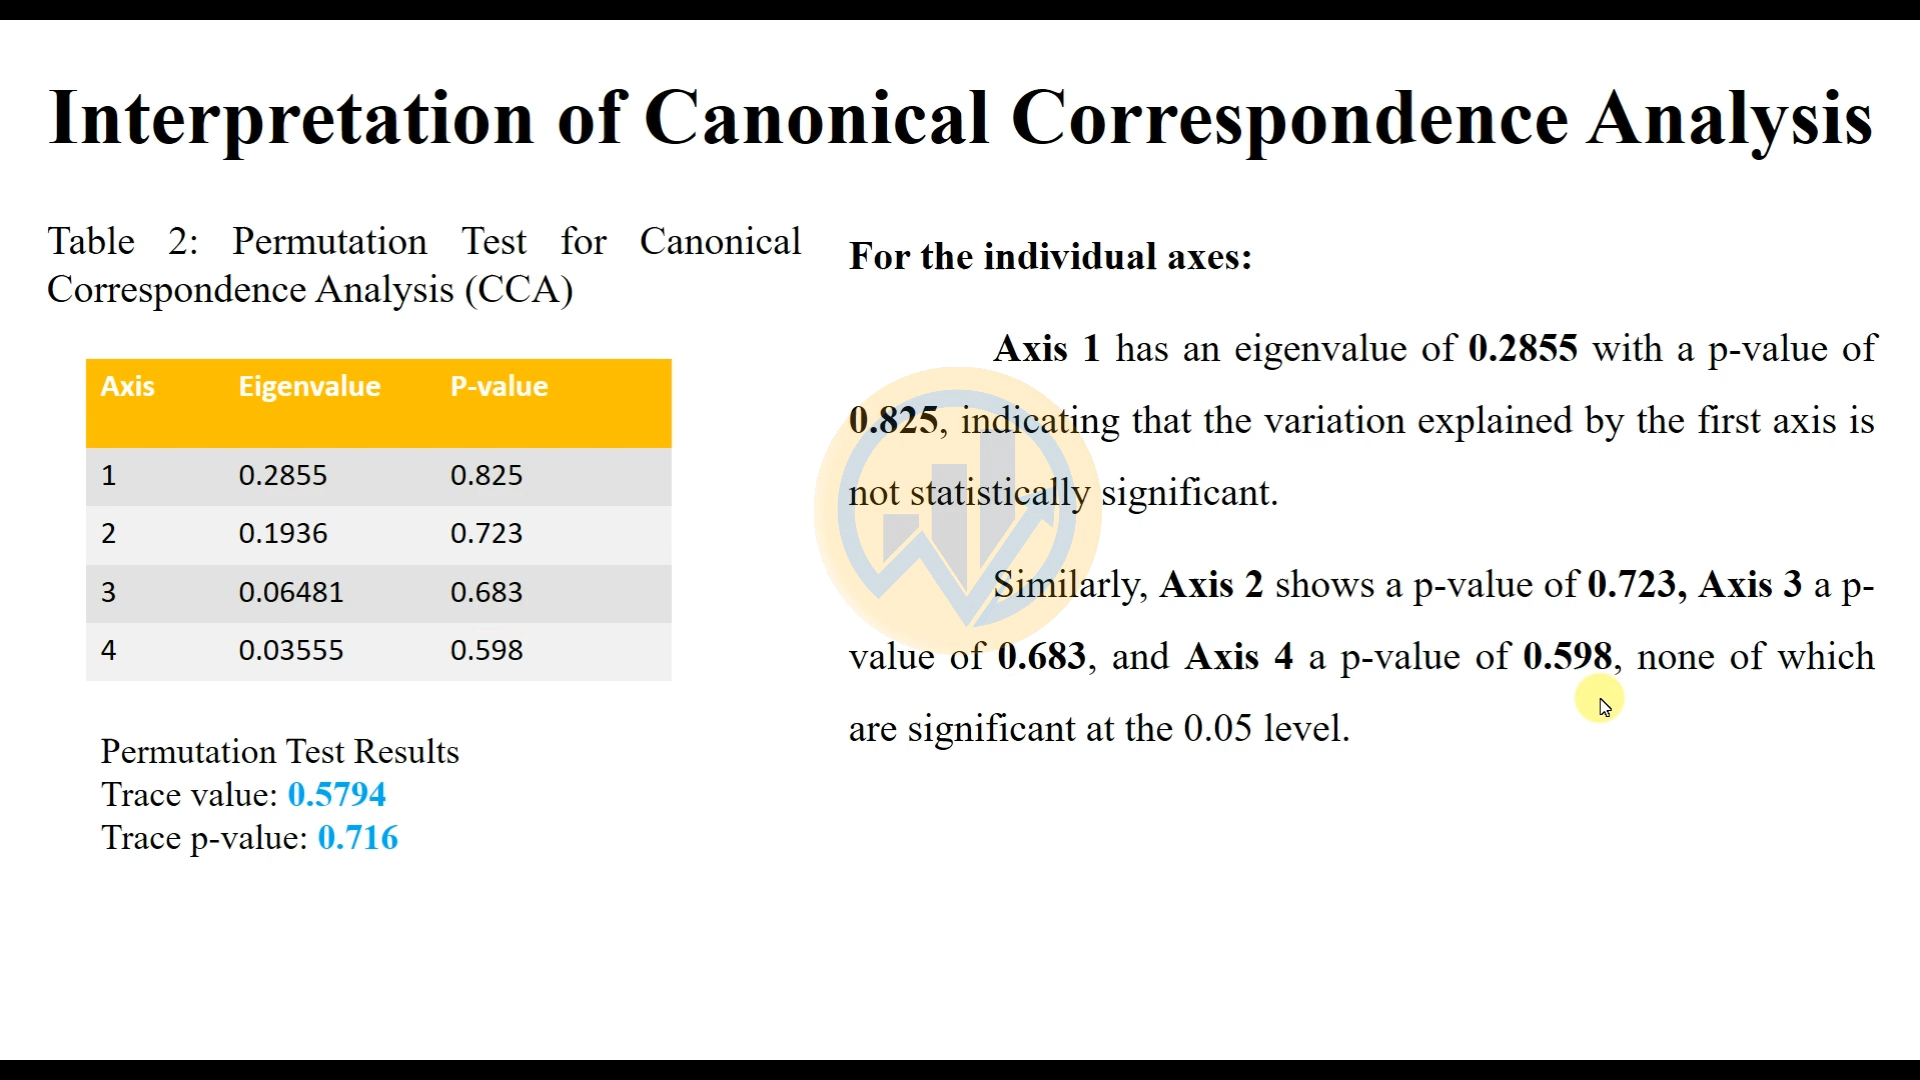 Interpretation of Canonical Correspondence Analysis
Table 2: Permutation Test for Canonical
Correspondence Analysis (CCA)
Axis Eigenvalue P-value
1 0.2855 0.825
2 0.1936 0.723
3 0.06481 0.683
4 0.03555 0.598
Permutation Test Results
Trace value: 0.5794
Trace p-value: 0.716
For the individual axes:
Axis 1 has an eigenvalue of 0.2855 with a p-value of
0.825, indicating that the variation explained by the first axis is
not statistically significant.
Similarly, Axis 2 shows a p-value of 0.723, Axis 3 a p-
value of 0.683, and Axis 4 a p-value of 0.598, none of which
are significant at the 0.05 level.